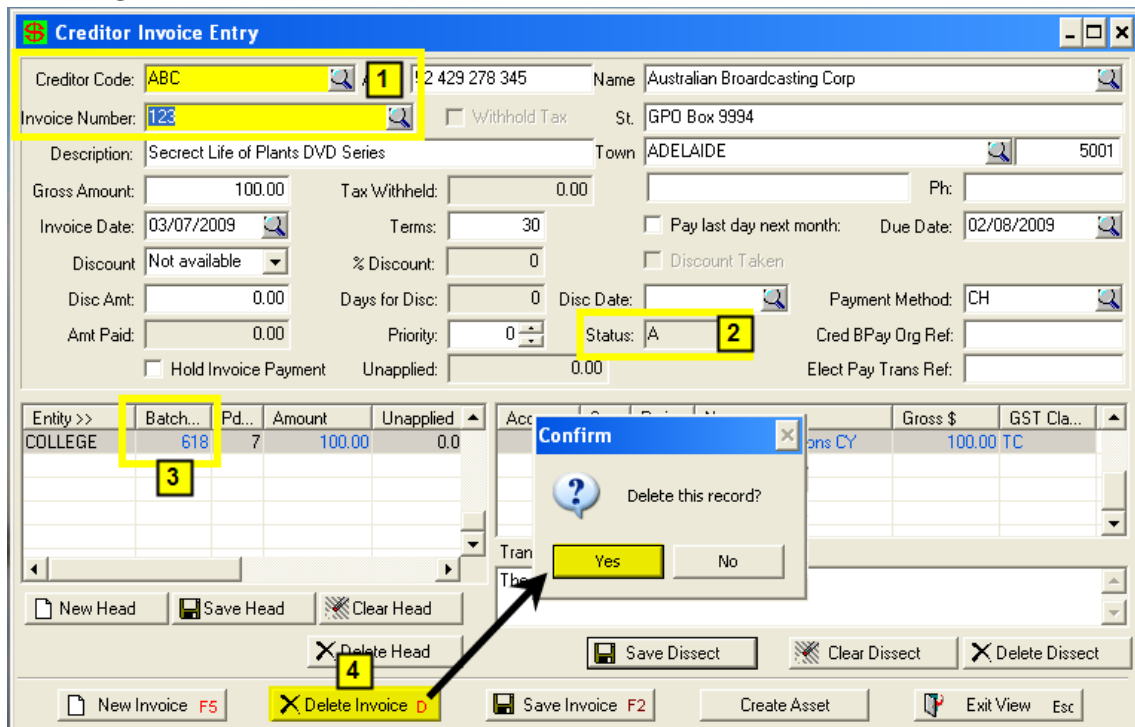 Creditor Invoice Entry
Creditor Code: ABC 1 429 278 345 Name Australian Broardcasting Corp
Invoice Number: 123 Withhold Tax St. GPO Box 9994
Description: Secrect Life of Plants DVD Series Town ADELAIDE 5001
Gross Amount: 100.00 Tax Withheld: 0.00 Ph:
Invoice Date: 03/07/2009 Terms: 30 Pay last day next month: Due Date: 02/08/2009
Discount Not available % Discount: 0 Discount Taken
Disc Amt: 0.00 Days for Disc: 0 Disc Date: Payment Method: CH
Amt Paid: 0.00 Priority: 0 Status: A 2 Cred BPay Org Ref:
Hold Invoice Payment Unapplied: 0.00 Elect Pay Trans Ref:
Entity >> Batch... Pd... Amount Unapplied Gross $ GST Cla...
COLLEGE 618 7 100.00 0.0 ons CY 100.00 TC
3
Confirm
Delete this record?
Yes No
New Head Save Head Clear Head
Delete Head Save Dissect Clear Dissect Delete Dissect
4
New Invoice F5 Delete Invoice D Save Invoice F2 Create Asset Exit View Esc